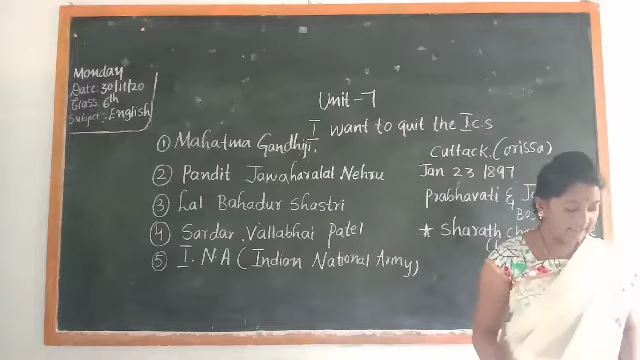 Monday
Date: 30/11/20
Class: 6th
Subject: English
Unit-7
I want to quit the I.C.S
① Mahatma Gandhiji.
② Pandit Jawaharalal Nehru
③ Lal Bahadur Shastri
④ Sardar. Vallabhai Patel
⑤ I.N.A (Indian National Army)
Cuttack.(orissa)
Jan 23 1897
Prabhavati &
★ Sharath